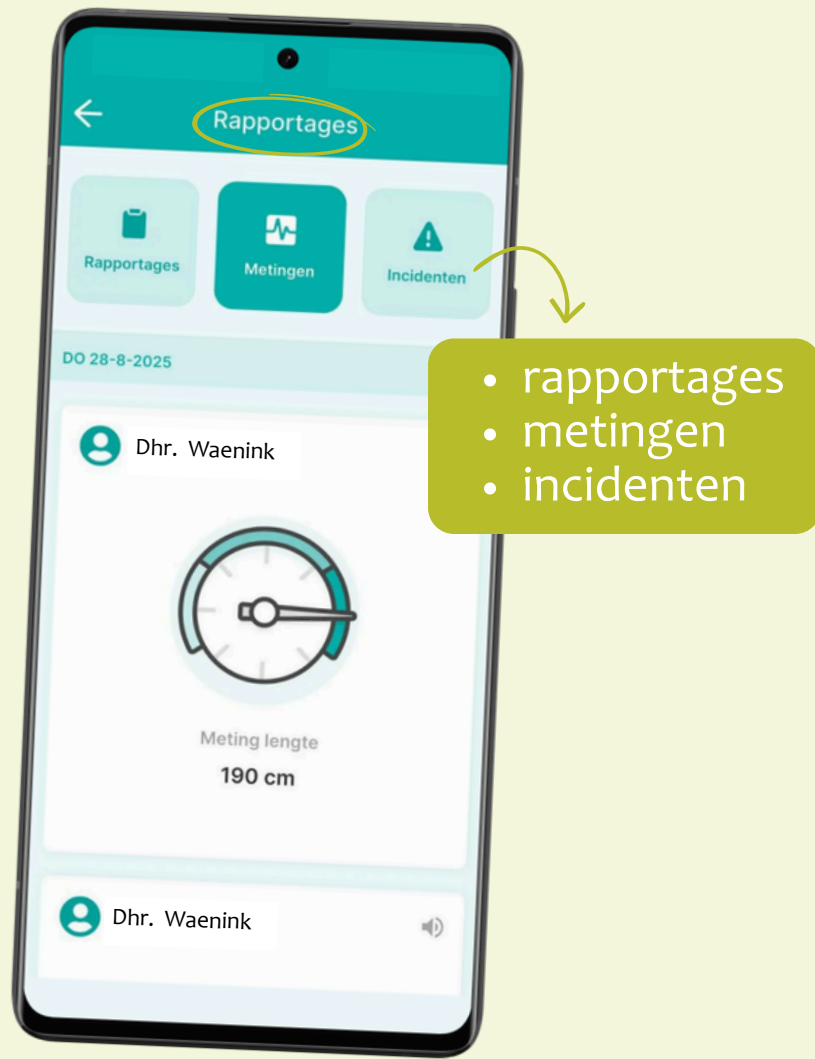 Rapportages
Rapportages
Metingen
Incidenten
DO 28-8-2025
• rapportages
• metingen
• incidenten
Dhr. Waenink
Meting lengte
190 cm
Dhr. Waenink